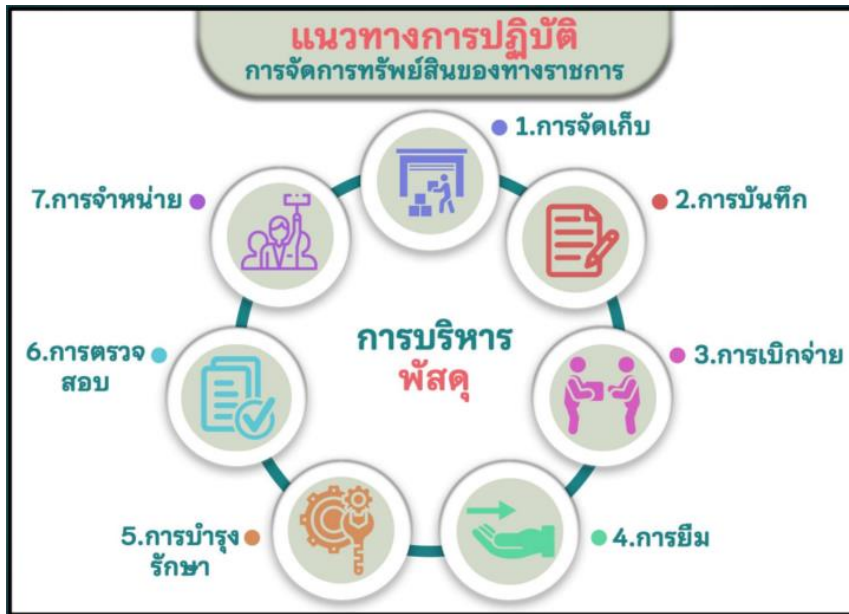 แนวทางการปฏิบัติ
การจัดการทรัพย์สินของทางราชการ
1.การจัดเก็บ
2.การบันทึก
3.การเบิกจ่าย
4.การยืม
5.การบำรุง
รักษา
6.การตรวจ
สอบ
7.การจำหน่าย
การบริหาร
พัสดุ